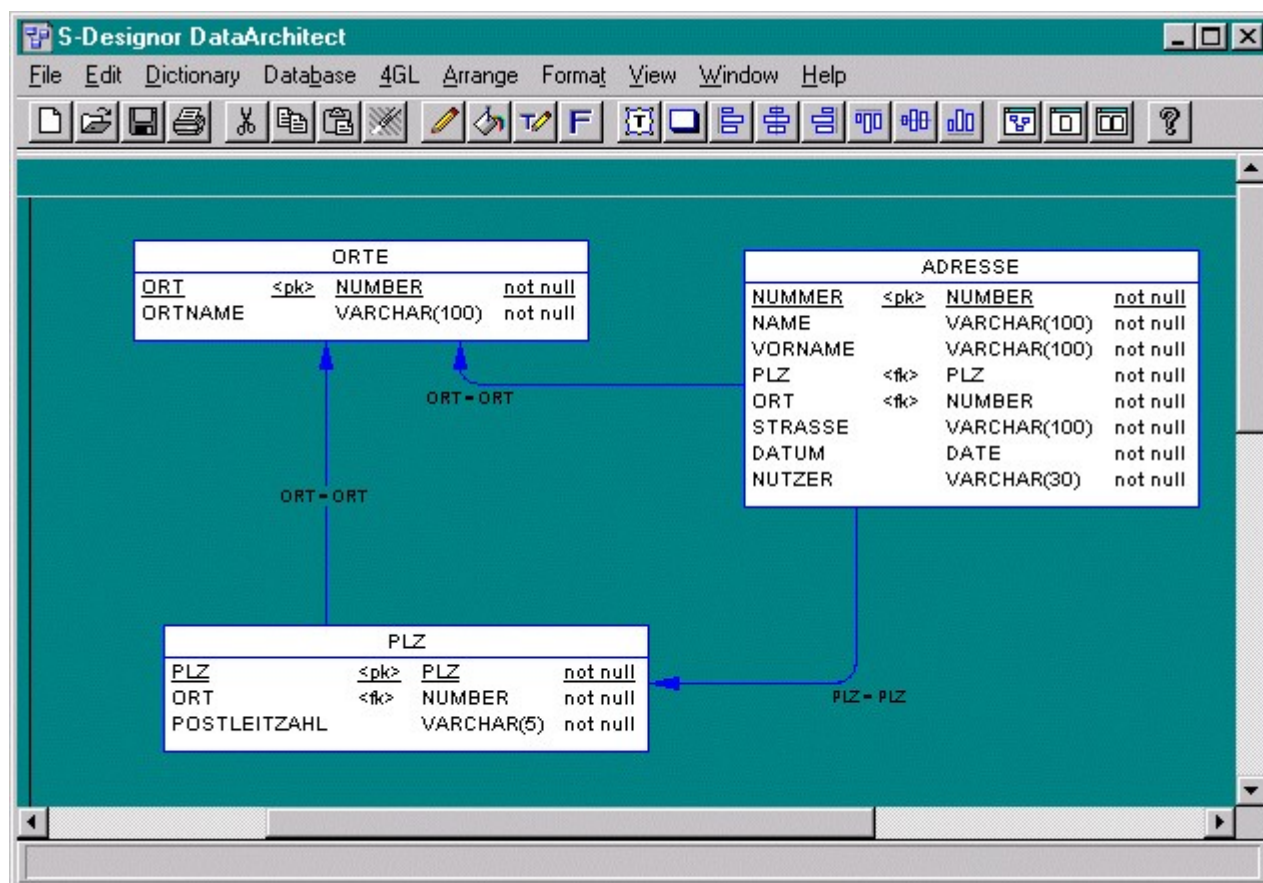 S-Designor DataArchitect
File Edit Dictionary Database 4GL Arrange Format View Window Help
T F T ?
ORTE
ORT <pk> NUMBER not null
ORTNAME VARCHAR(100) not null
ADRESSE
NUMMER <pk> NUMBER not null
NAME VARCHAR(100) not null
VORNAME VARCHAR(100) not null
PLZ <fk> PLZ not null
ORT <fk> NUMBER not null
STRASSE VARCHAR(100) not null
DATUM DATE not null
NUTZER VARCHAR(30) not null
ORT = ORT
ORT = ORT
PLZ
PLZ <pk> PLZ not null
ORT <fk> NUMBER not null
POSTLEITZAHL VARCHAR(5) not null
PLZ = PLZ